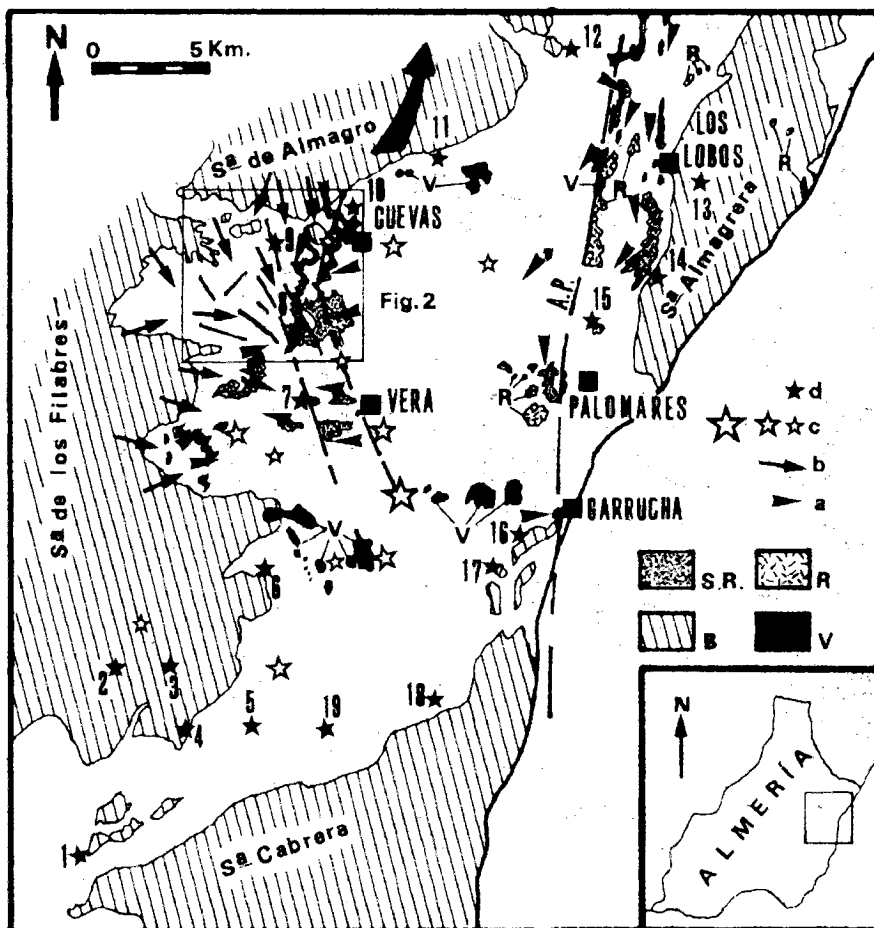 N
0 5 Km.
12
R
Sª de Almagro
11
LOS
LOBOS
R
V
V
R
13
10
CUEVAS
9
14
Sª Almagrera
Fig. 2
A.P.
15
8
Sª de los Filabres
7
VERA
R
PALOMARES
d
c
b
a
GARRUCHA
V
V
16
17
6
S.R. R
B V
2
3
4
5
19
18
1
Sª Cabrera
N
ALMERÍA